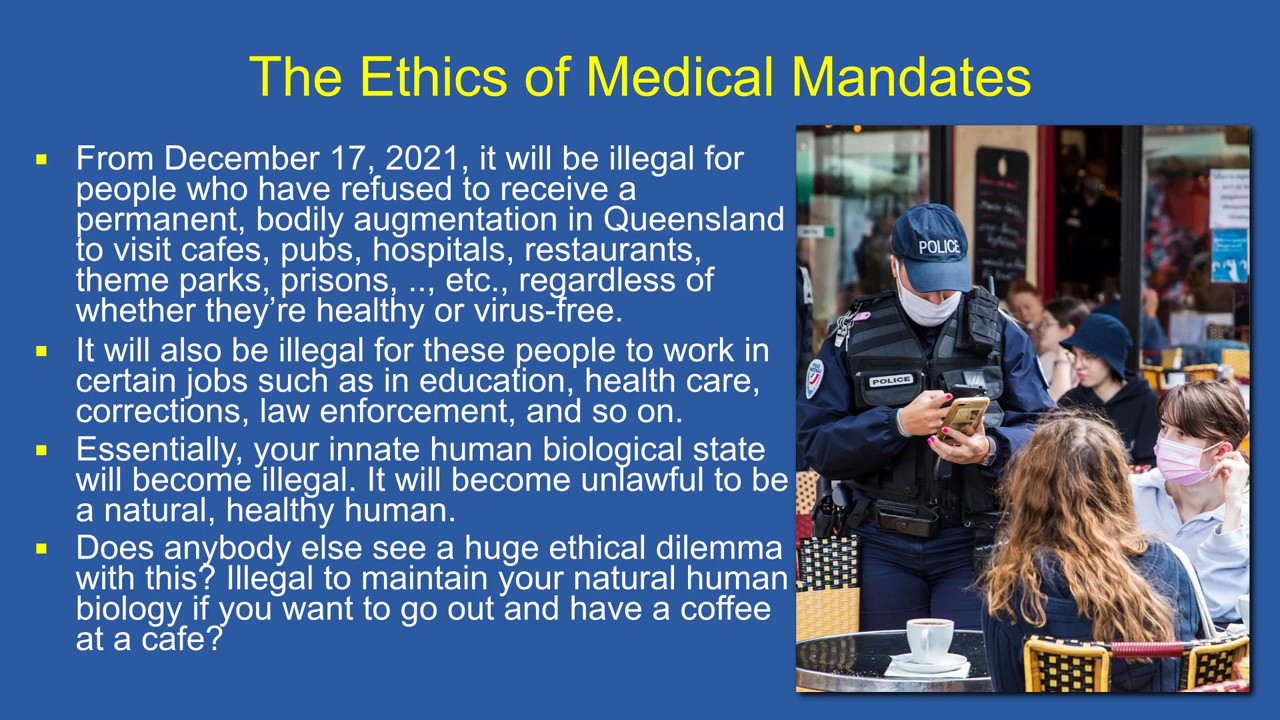 The Ethics of Medical Mandates
From December 17, 2021, it will be illegal for
people who have refused to receive a
permanent, bodily augmentation in Queensland
to visit cafes, pubs, hospitals, restaurants,
theme parks, prisons, .., etc., regardless of
whether they’re healthy or virus-free.
It will also be illegal for these people to work in
certain jobs such as in education, health care,
corrections, law enforcement, and so on.
Essentially, your innate human biological state
will become illegal. It will become unlawful to be
a natural, healthy human.
Does anybody else see a huge ethical dilemma
with this? Illegal to maintain your natural human
biology if you want to go out and have a coffee
at a cafe?
POLICE
POLICE